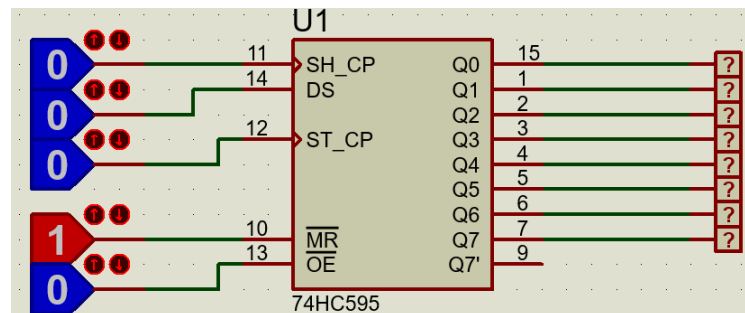 U1
0 11 SH_CP Q0 15 ?
0 14 DS Q1 1 ?
Q2 2 ?
0 12 ST_CP Q3 3 ?
Q4 4 ?
Q5 5 ?
Q6 6 ?
1 10 MR Q7 7 ?
0 13 OE Q7' 9
74HC595